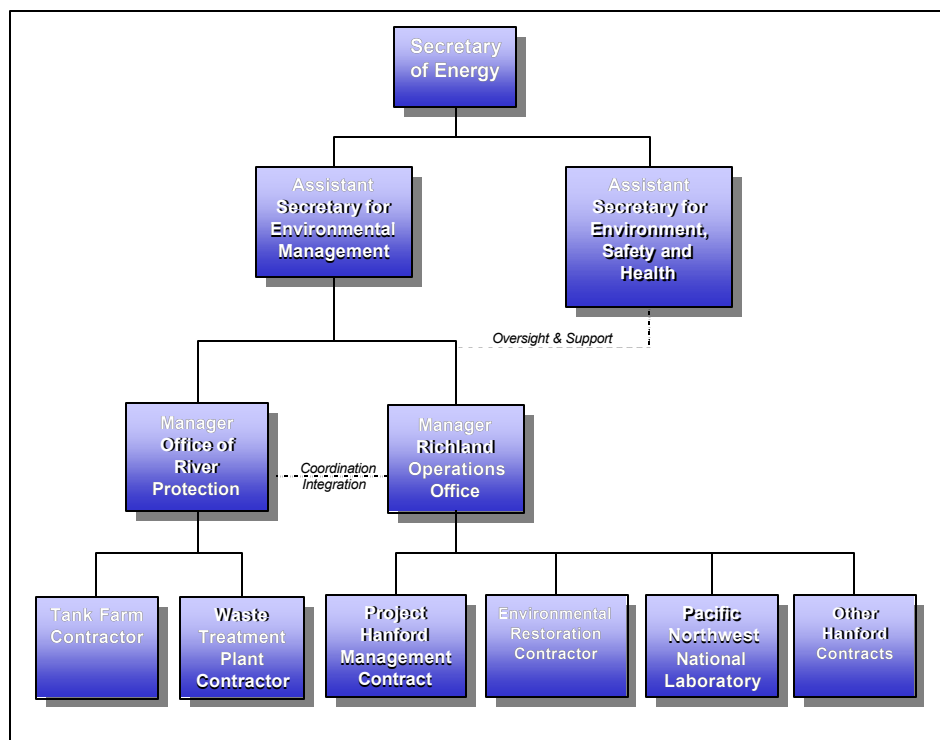 Secretary
of Energy
Assistant
Secretary for
Environmental
Management
Assistant
Secretary for
Environment,
Safety and
Health
Oversight & Support
Manager
Office of
River
Protection
Coordination
Integration
Manager
Richland
Operations
Office
Tank Farm
Contractor
Waste
Treatment
Plant
Contractor
Project
Hanford
Management
Contract
Environmental
Restoration
Contractor
Pacific
Northwest
National
Laboratory
Other
Hanford
Contracts